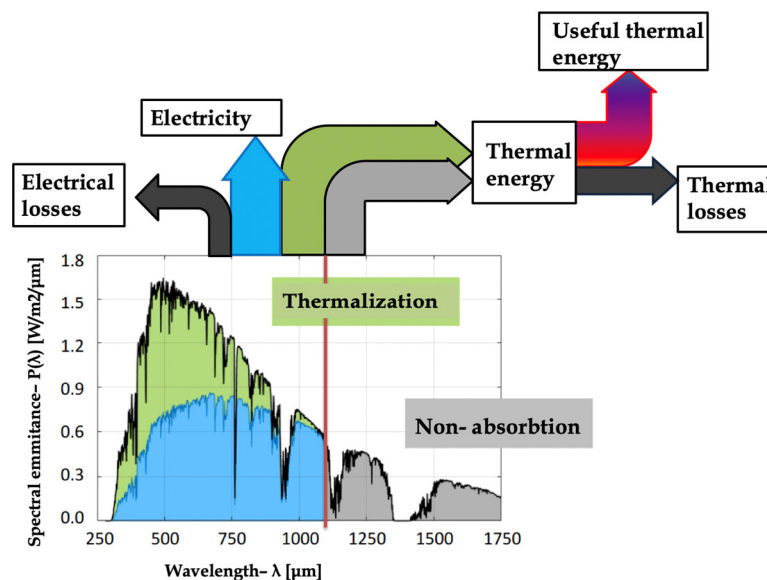 Useful thermal
energy
Electricity
Electrical
losses
Thermal
energy
Thermal
losses
Thermalization
Non- absorbtion
Spectral emmitance– P(λ) [W/m2/μm]
1.8
1.5
1.2
0.9
0.6
0.3
0.0
250
500
750
1000
1250
1500
1750
Wavelength– λ [μm]